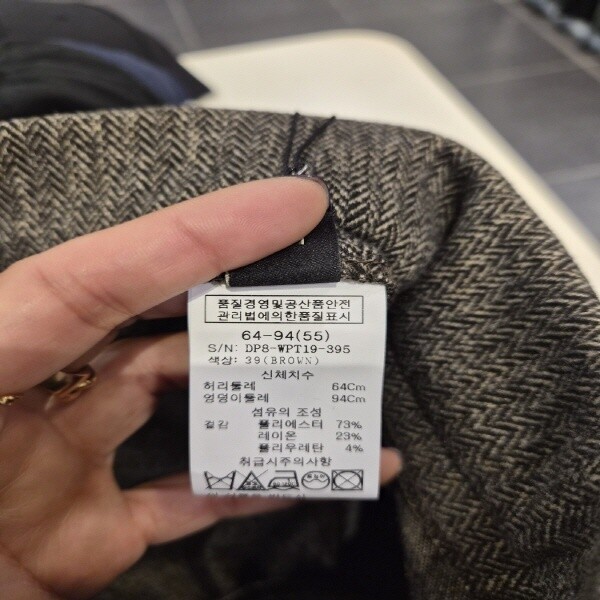 품질경영및공산품안전
관리법에의한품질표시
64-94(55)
S/N: DP8-WPT19-395
색상: 39(BROWN)
신체치수
허리둘레 64Cm
엉덩이둘레 94Cm
섬유의 조성
겉감 폴리에스터 73%
레이온 23%
폴리우레탄 4%
취급시주의사항